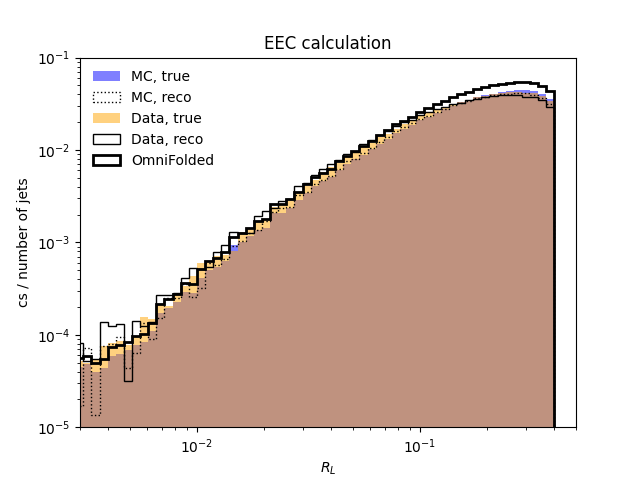 EEC calculation
10⁻¹
10⁻²
10⁻³
10⁻⁴
10⁻⁵
cs / number of jets
MC, true
MC, reco
Data, true
Data, reco
OmniFolded
10⁻² 10⁻¹
R_L